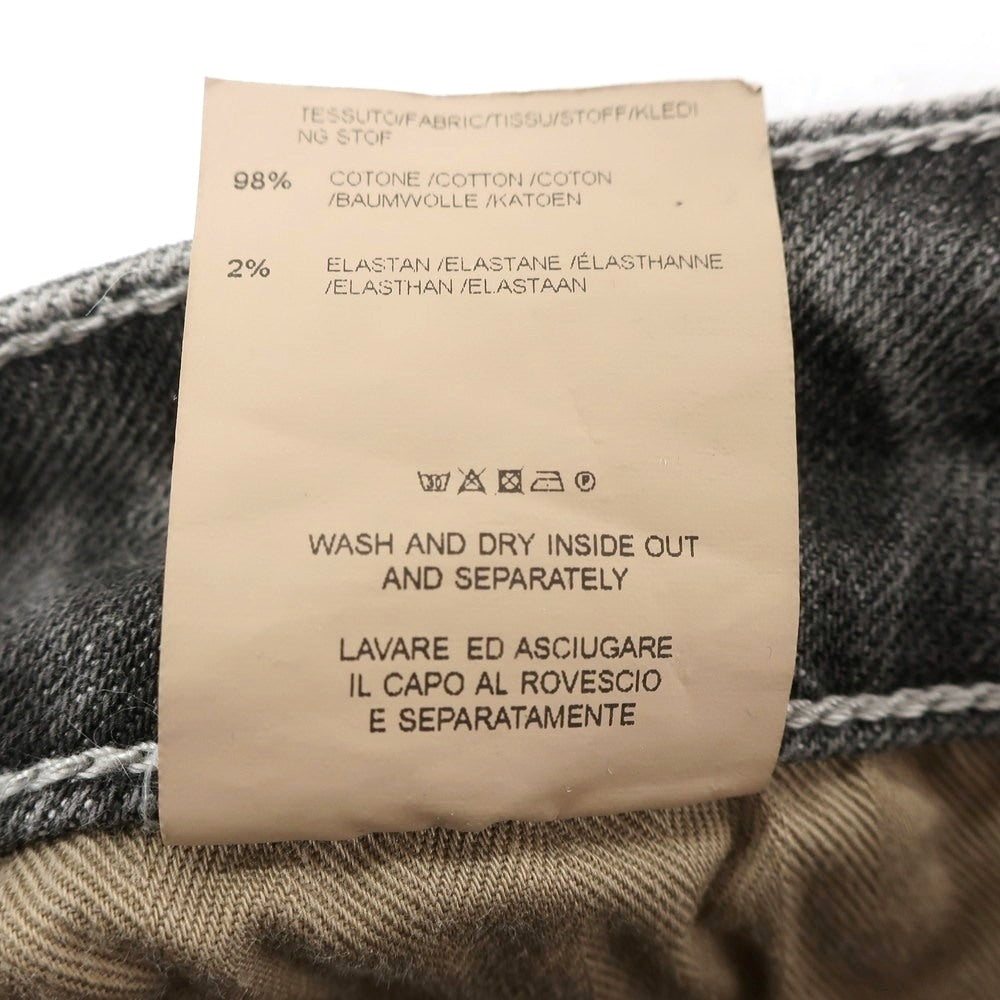 TESSUTO/FABRIC/TISSU/STOFF/KLEDI
NG STOF
98% COTONE /COTTON /COTON
/BAUMWOLLE /KATOEN
2% ELASTAN /ELASTANE /ÉLASTHANNE
/ELASTHAN /ELASTAAN
WASH AND DRY INSIDE OUT
AND SEPARATELY
LAVARE ED ASCIUGARE
IL CAPO AL ROVESCIO
E SEPARATAMENTE